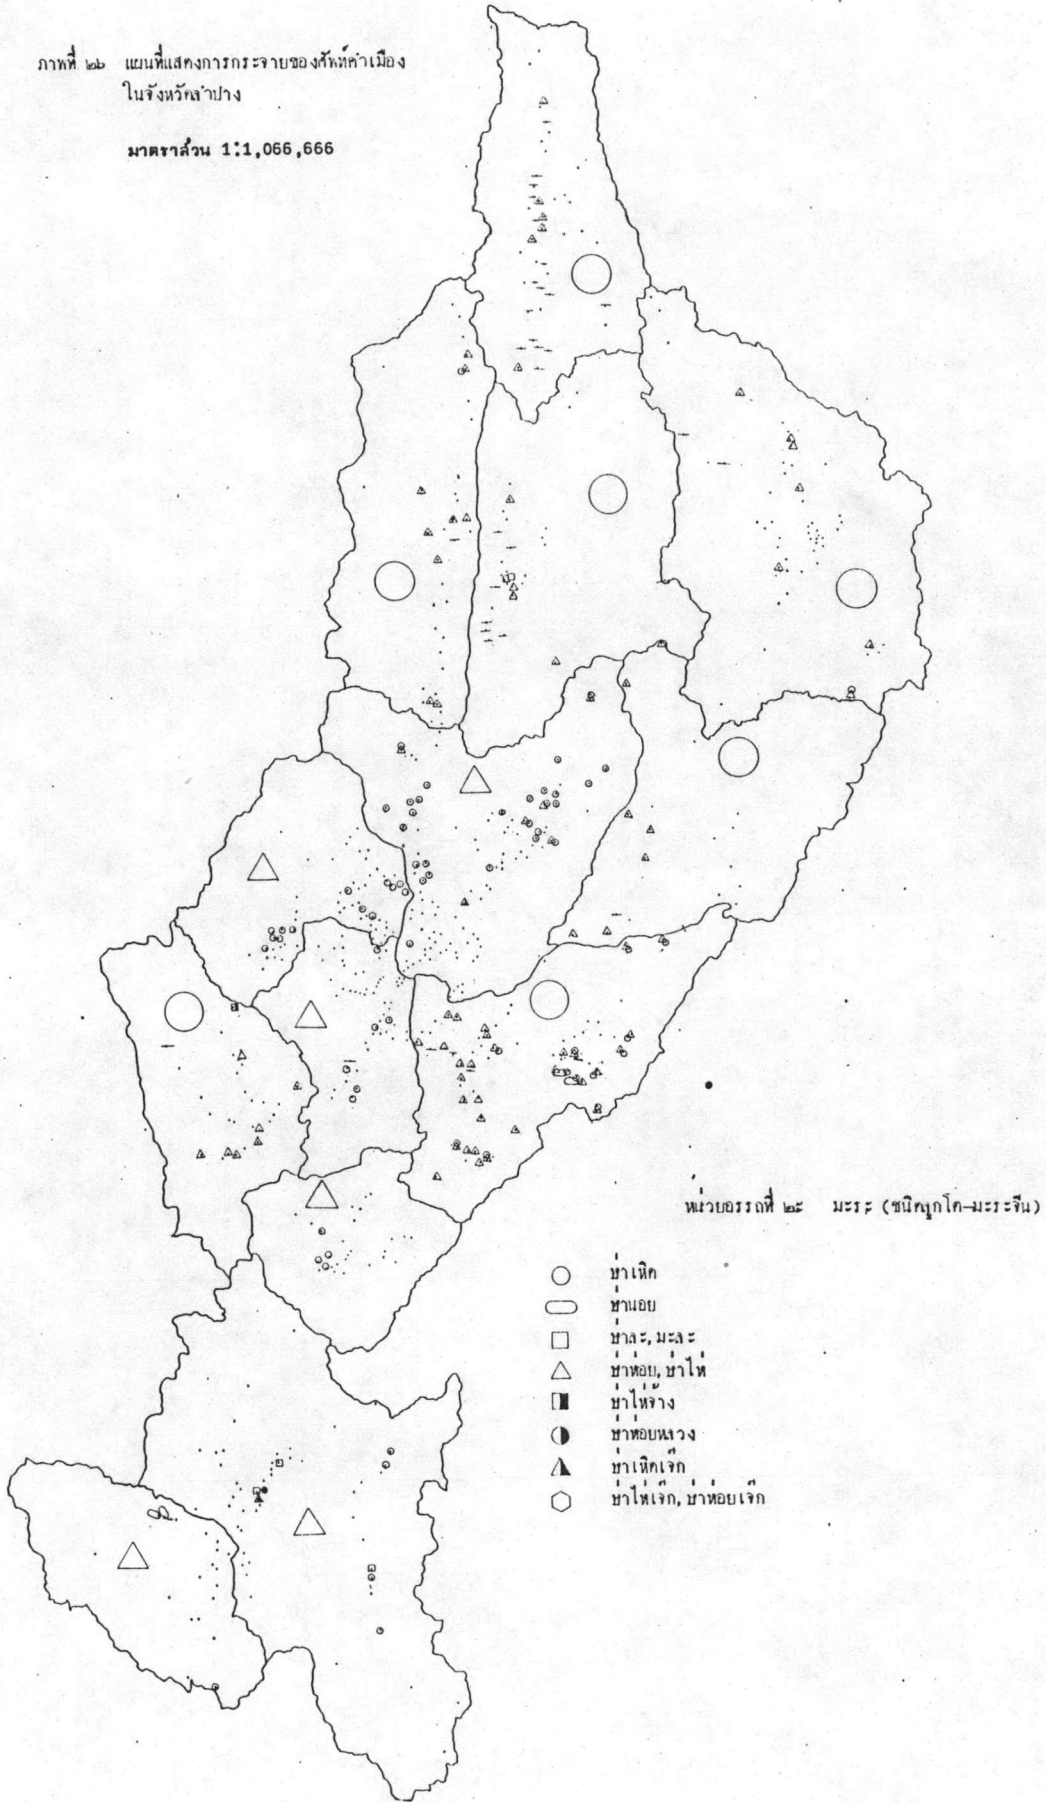 ภาพที่ ๒๖ แผนที่แสดงการกระจายของศัพท์คำเมือง
ในจังหวัดลำปาง
มาตราส่วน 1:1,066,666
หน่วยอรรถที่ ๒๔ มะระ (ชนิดลูกโต-มะระจีน)
บ่าเหิด
บ่านอย
บ่าละ, มะละ
บ่าห่อย, บ่าไห่
บ่าไห่จ๊าง
บ่าห่อยหลวง
บ่าเหิดเจ๊ก
บ่าไห่เจ๊ก, บ่าห่อยเจ๊ก